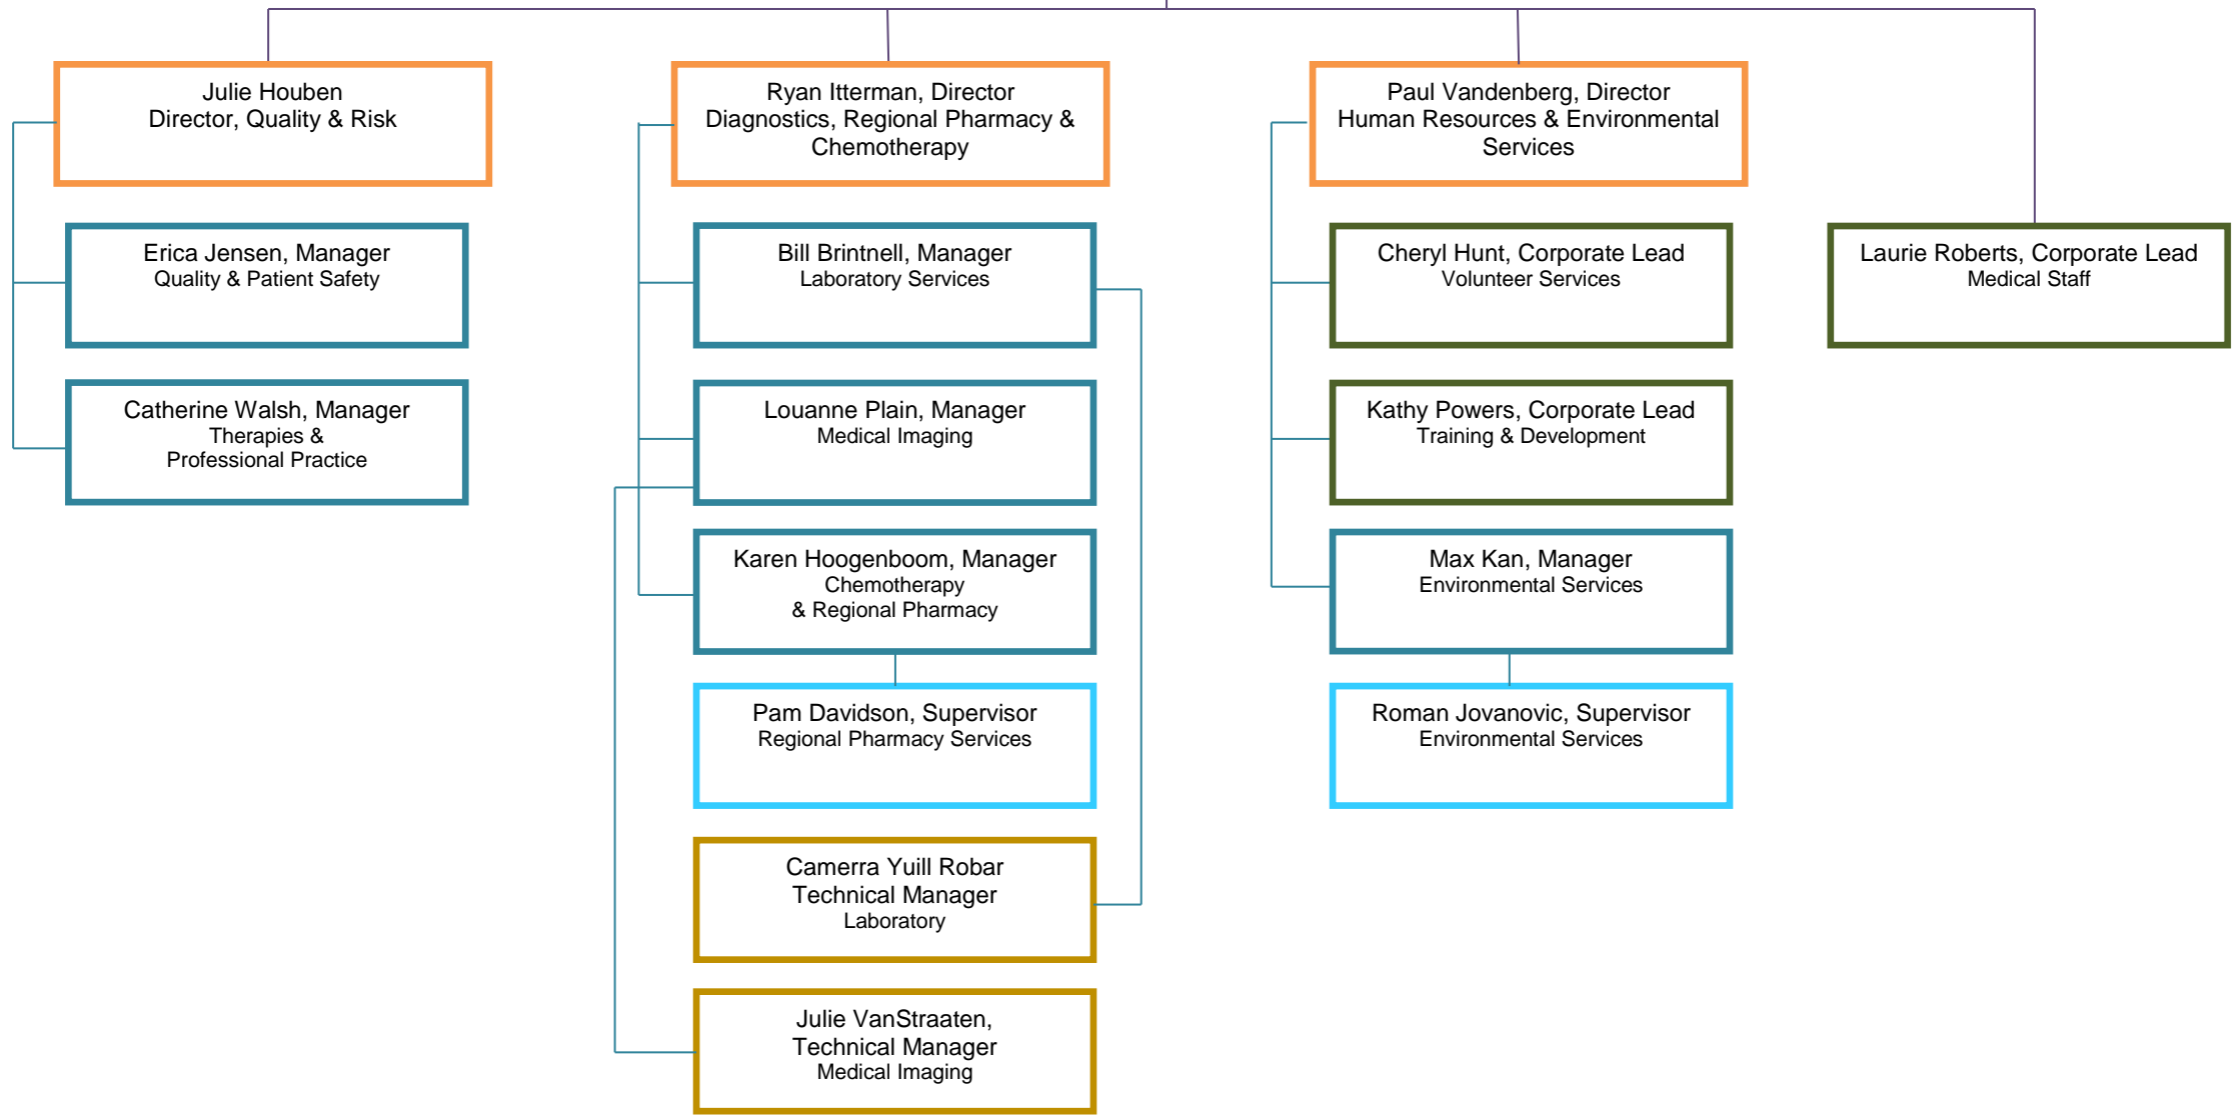 Julie Houben
Director, Quality & Risk
Erica Jensen, Manager
Quality & Patient Safety
Catherine Walsh, Manager
Therapies &
Professional Practice
Ryan Itterman, Director
Diagnostics, Regional Pharmacy &
Chemotherapy
Bill Brintnell, Manager
Laboratory Services
Louanne Plain, Manager
Medical Imaging
Karen Hoogenboom, Manager
Chemotherapy
& Regional Pharmacy
Pam Davidson, Supervisor
Regional Pharmacy Services
Camerra Yuill Robar
Technical Manager
Laboratory
Julie VanStraaten,
Technical Manager
Medical Imaging
Paul Vandenberg, Director
Human Resources & Environmental
Services
Cheryl Hunt, Corporate Lead
Volunteer Services
Kathy Powers, Corporate Lead
Training & Development
Max Kan, Manager
Environmental Services
Roman Jovanovic, Supervisor
Environmental Services
Laurie Roberts, Corporate Lead
Medical Staff